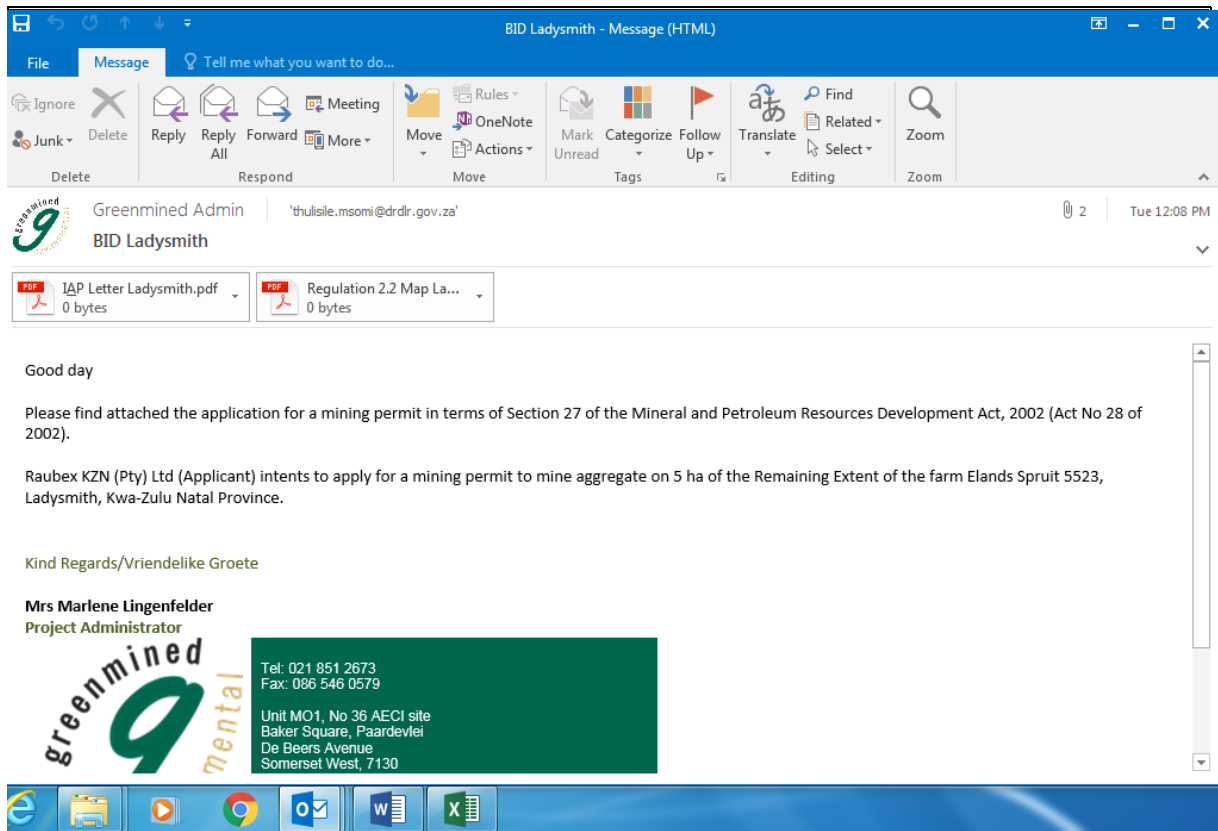 BID Ladysmith - Message (HTML)
File Message Tell me what you want to do...
Ignore
Junk
Delete
Reply
Reply All
Forward
Meeting
More
Move
Rules
OneNote
Actions
Mark Unread
Categorize
Follow Up
Translate
Find
Related
Select
Zoom
Delete Respond Move Tags Editing Zoom
Greenmined Admin 'thulisile.msomi@drdlr.gov.za' 2 Tue 12:08 PM
BID Ladysmith
IAP Letter Ladysmith.pdf
0 bytes
Regulation 2.2 Map La...
0 bytes
Good day
Please find attached the application for a mining permit in terms of Section 27 of the Mineral and Petroleum Resources Development Act, 2002 (Act No 28 of
2002).
Raubex KZN (Pty) Ltd (Applicant) intents to apply for a mining permit to mine aggregate on 5 ha of the Remaining Extent of the farm Elands Spruit 5523,
Ladysmith, Kwa-Zulu Natal Province.
Kind Regards/Vriendelike Groete
Mrs Marlene Lingenfelder
Project Administrator
greenmined
mental
Tel: 021 851 2673
Fax: 086 546 0579
Unit MO1, No 36 AECI site
Baker Square, Paardevlei
De Beers Avenue
Somerset West, 7130